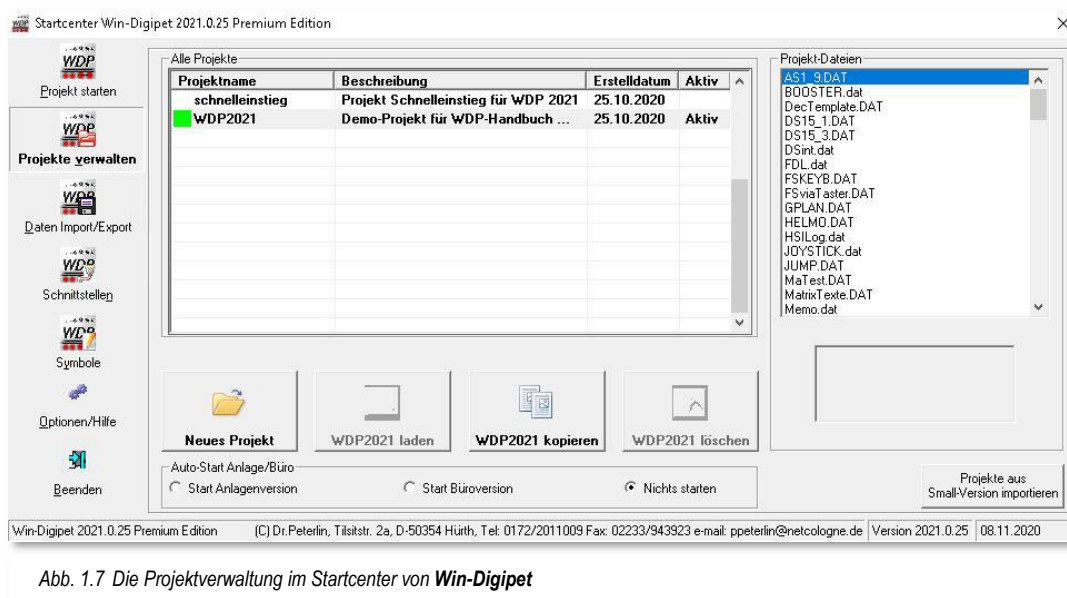 Startcenter Win-Digipet 2021.0.25 Premium Edition
WDP
Projekt starten
WDP
Projekte verwalten
WDP
Daten Import/Export
WDP
Schnittstellen
WDP
Symbole
Optionen/Hilfe
Beenden
Alle Projekte
Projektname Beschreibung Erstelldatum Aktiv
schnelleinstieg Projekt Schnelleinstieg für WDP 2021 25.10.2020
WDP2021 Demo-Projekt für WDP-Handbuch ... 25.10.2020 Aktiv
Projekt-Dateien
AS1_9.DAT
BOOSTER.dat
DecTemplate.DAT
DS15_1.DAT
DS15_3.DAT
DSint.dat
FDL.dat
FSKEYB.DAT
FSviaTaster.DAT
GPLAN.DAT
HELMO.DAT
HSILog.dat
JOYSTICK.dat
JUMP.DAT
MaTest.DAT
MatrixTexte.DAT
Memo.dat
Neues Projekt
WDP2021 laden
WDP2021 kopieren
WDP2021 löschen
Auto-Start Anlage/Büro
Start Anlagenversion
Start Büroversion
Nichts starten
Projekte aus
Small-Version importieren
Win-Digipet 2021.0.25 Premium Edition (C) Dr.Peterlin, Tilsitstr. 2a, D-50354 Hürth, Tel: 0172/2011009 Fax: 02233/943923 e-mail: ppeterlin@netcologne.de Version 2021.0.25 08.11.2020
Abb. 1.7 Die Projektverwaltung im Startcenter von Win-Digipet